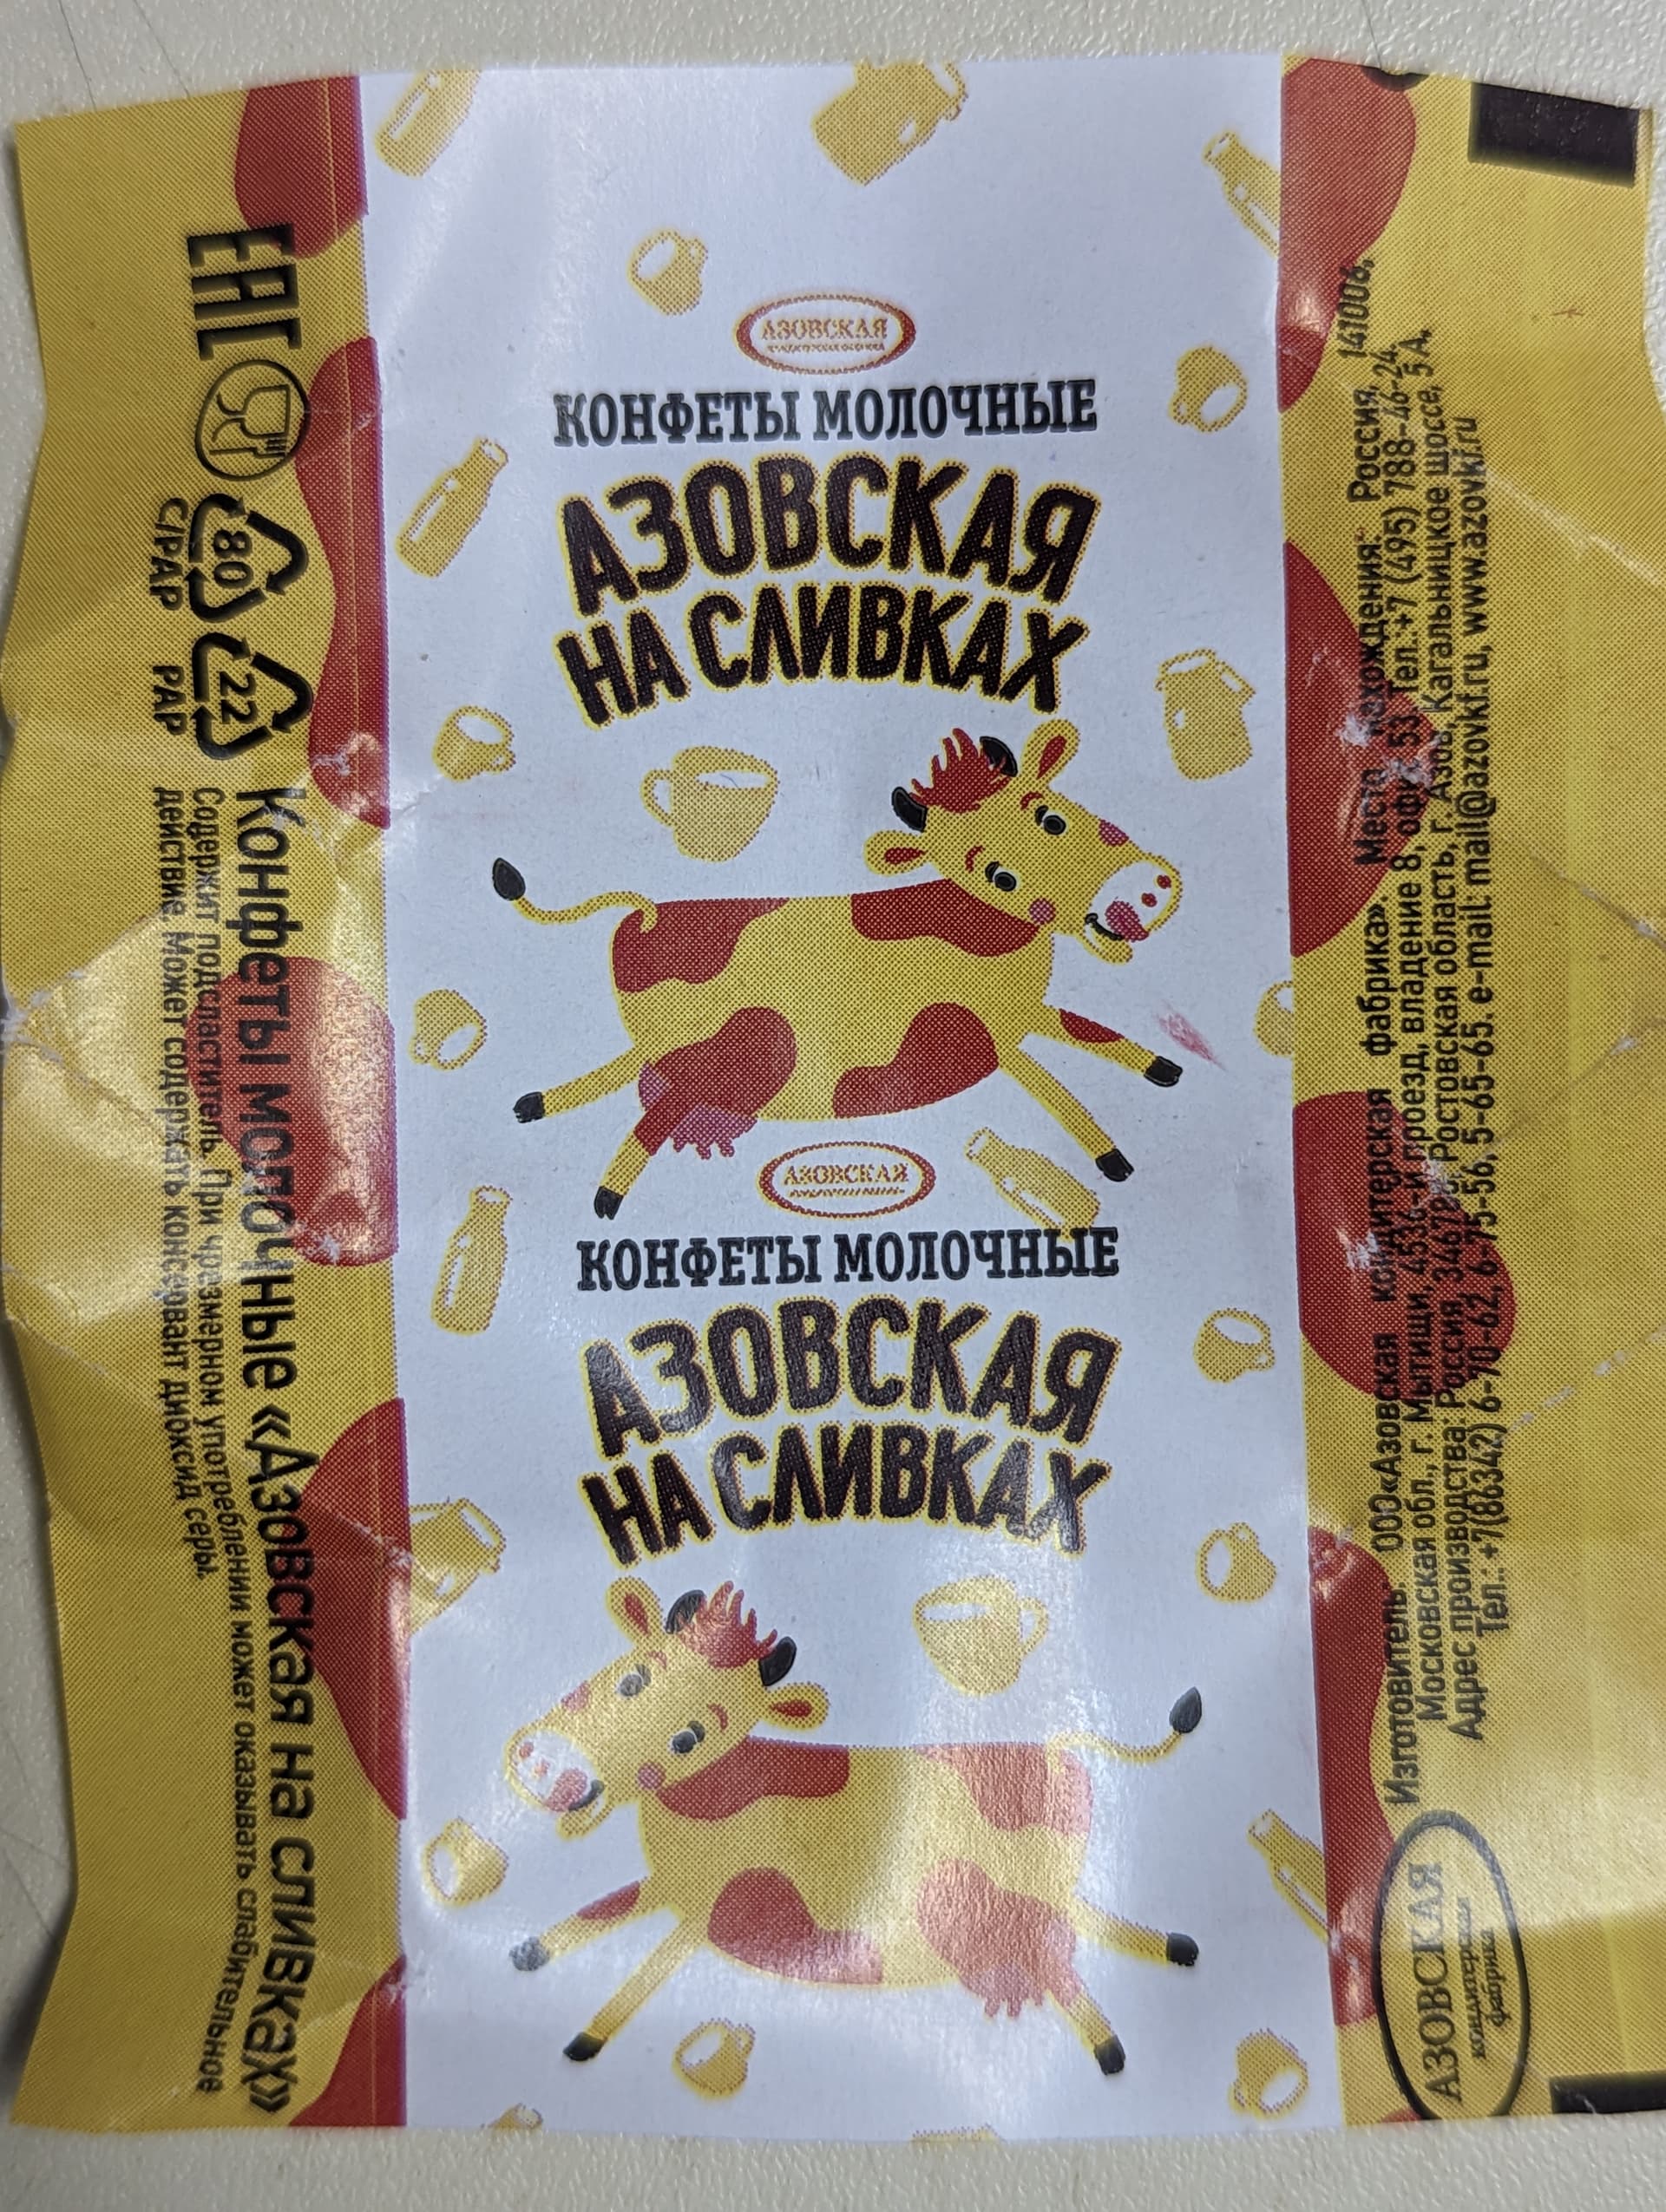 АЗОВСКАЯ
КОНФЕТЫ МОЛОЧНЫЕ
АЗОВСКАЯ
НА СЛИВКАХ
АЗОВСКАЯ
КОНФЕТЫ МОЛОЧНЫЕ
АЗОВСКАЯ
НА СЛИВКАХ
EAC
80 22
C/PAP PAP
Конфеты молочные «Азовская на сливках»
Содержит подсластитель. При чрезмерном употреблении может оказывать слабительное
действие. Может содержать консервант диоксид серы.
АЗОВСКАЯ
кондитерская
фабрика
Изготовитель: ООО«Азовская кондитерская фабрика». Место нахождения: Россия, 141006,
Московская обл., г. Мытищи, 4536-й проезд, владение 8, офис 53. Тел.:+7 (495) 788-46-24.
Адрес производства: Россия, 346780, Ростовская область, г. Азов, Кагальницкое шоссе, 5 А,
Тел.: +7(86342) 6-70-62, 6-75-56, 5-65-65. e-mail: mail@azovkf.ru, www.azovkf.ru